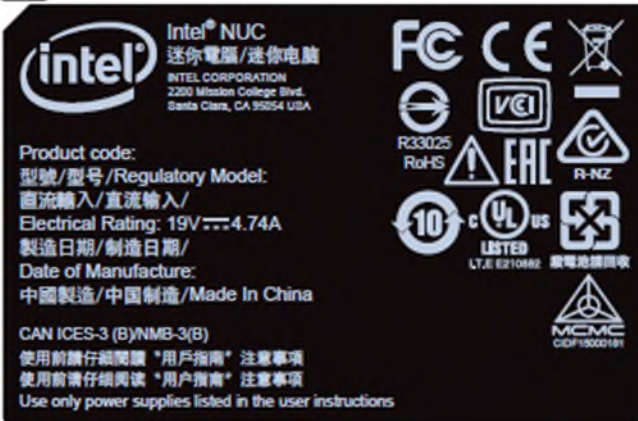 intel
Intel® NUC
迷你電腦/迷你电脑
INTEL CORPORATION
2200 Mission College Blvd.
Santa Clara, CA 95054 USA
Product code:
型號/型号/Regulatory Model:
直流輸入/直流输入/
Electrical Rating: 19V⎓4.74A
製造日期/制造日期/
Date of Manufacture:
中國製造/中国制造/Made In China
CAN ICES-3 (B)/NMB-3(B)
使用前請仔細閱讀 "用戶指南" 注意事項
使用前请仔细阅读 "用户指南" 注意事项
Use only power supplies listed in the user instructions
FC CE
VCI
R33025
RoHS
EAC
R-NZ
10
C UL US
LISTED
I.T.E E210882
廢電池請回收
MCMC
CIDF15000181